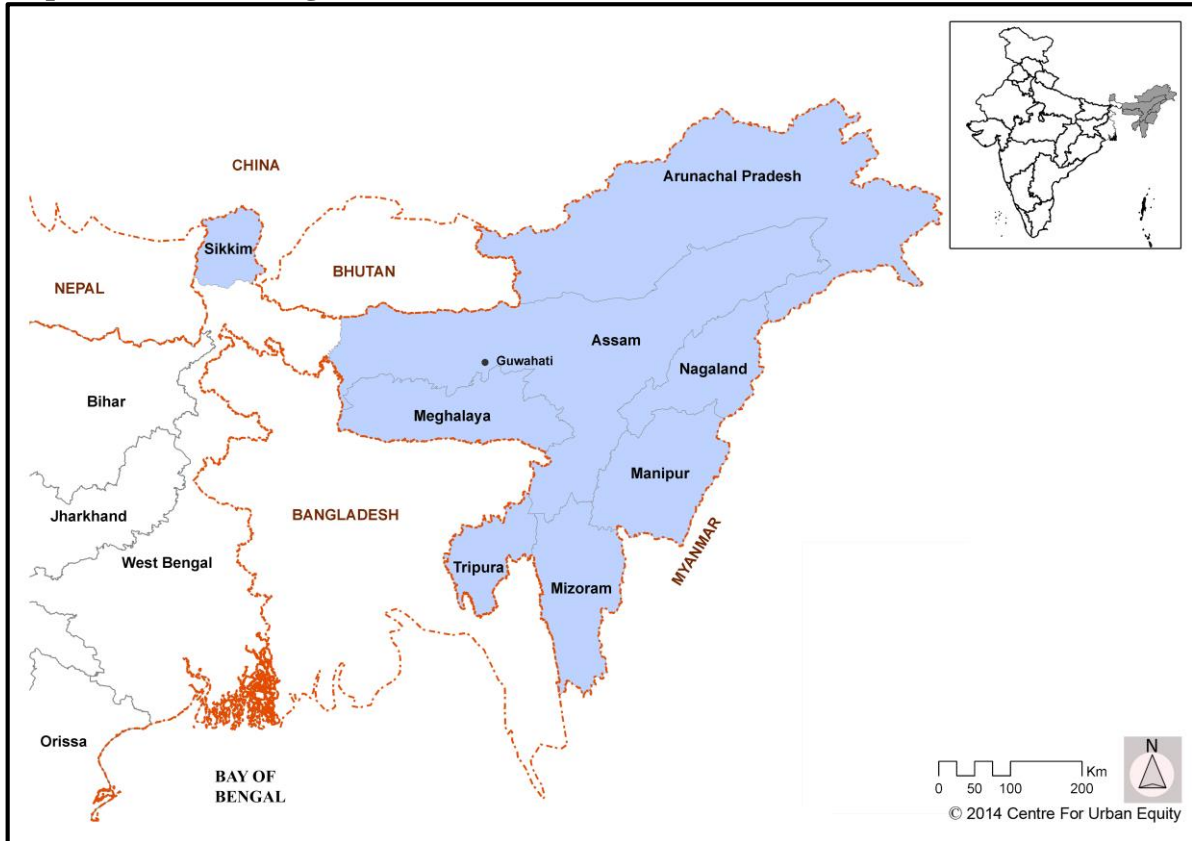 CHINA
Arunachal Pradesh
Sikkim
NEPAL
BHUTAN
Assam
Guwahati
Nagaland
Bihar
Meghalaya
Manipur
Jharkhand
BANGLADESH
West Bengal
Tripura
Mizoram
MYANMAR
Orissa
BAY OF
BENGAL
N
Km
0 50 100 200
© 2014 Centre For Urban Equity